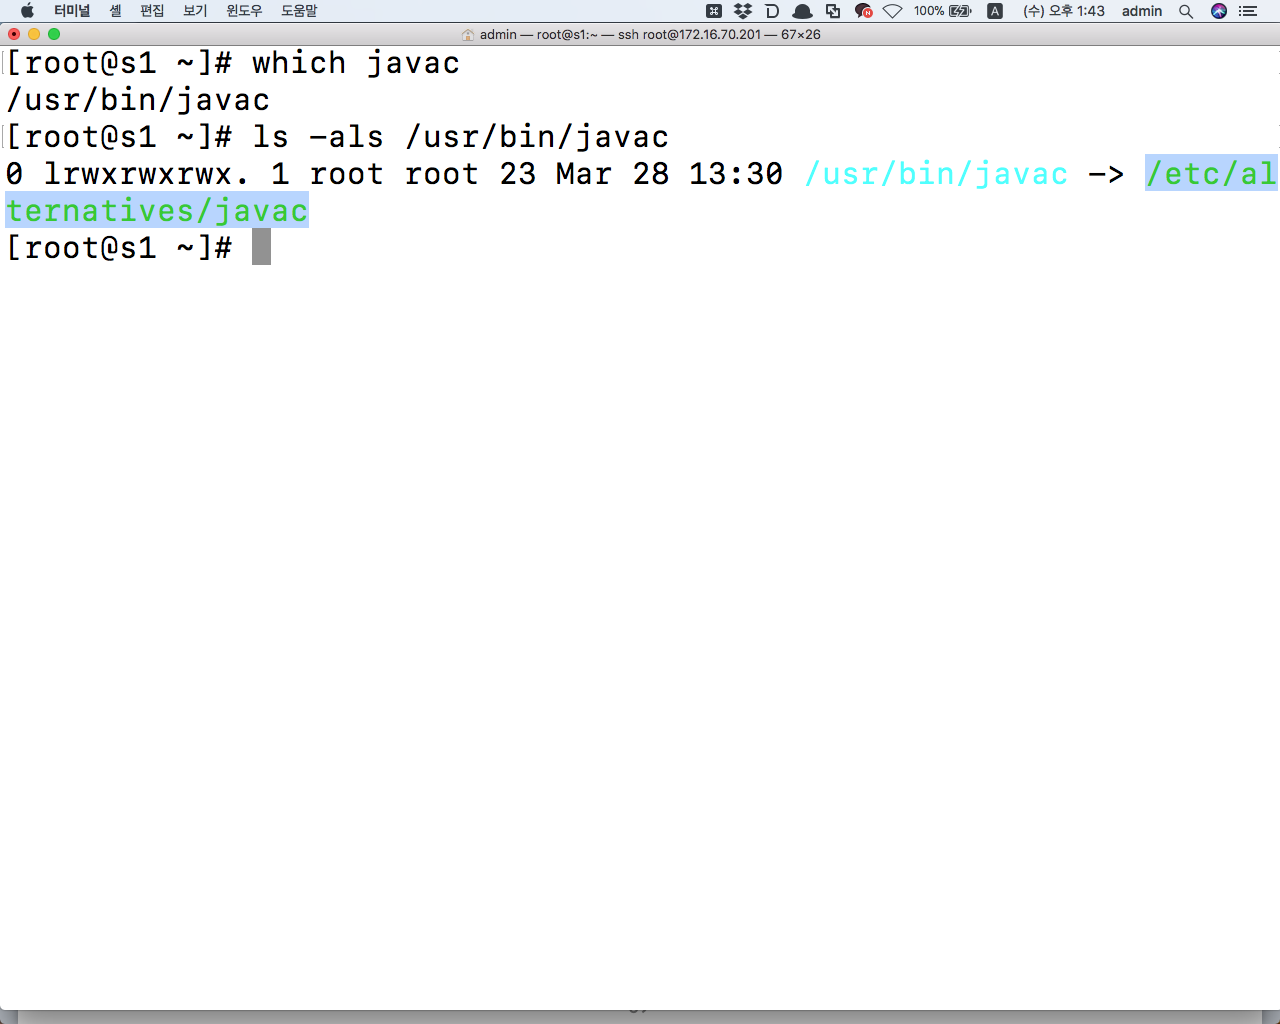 터미널 셸 편집 보기 윈도우 도움말 100% A (수) 오후 1:43 admin
admin — root@s1:~ — ssh root@172.16.70.201 — 67×26
[root@s1 ~]# which javac
/usr/bin/javac
[root@s1 ~]# ls -als /usr/bin/javac
0 lrwxrwxrwx. 1 root root 23 Mar 28 13:30 /usr/bin/javac -> /etc/al
ternatives/javac
[root@s1 ~]#